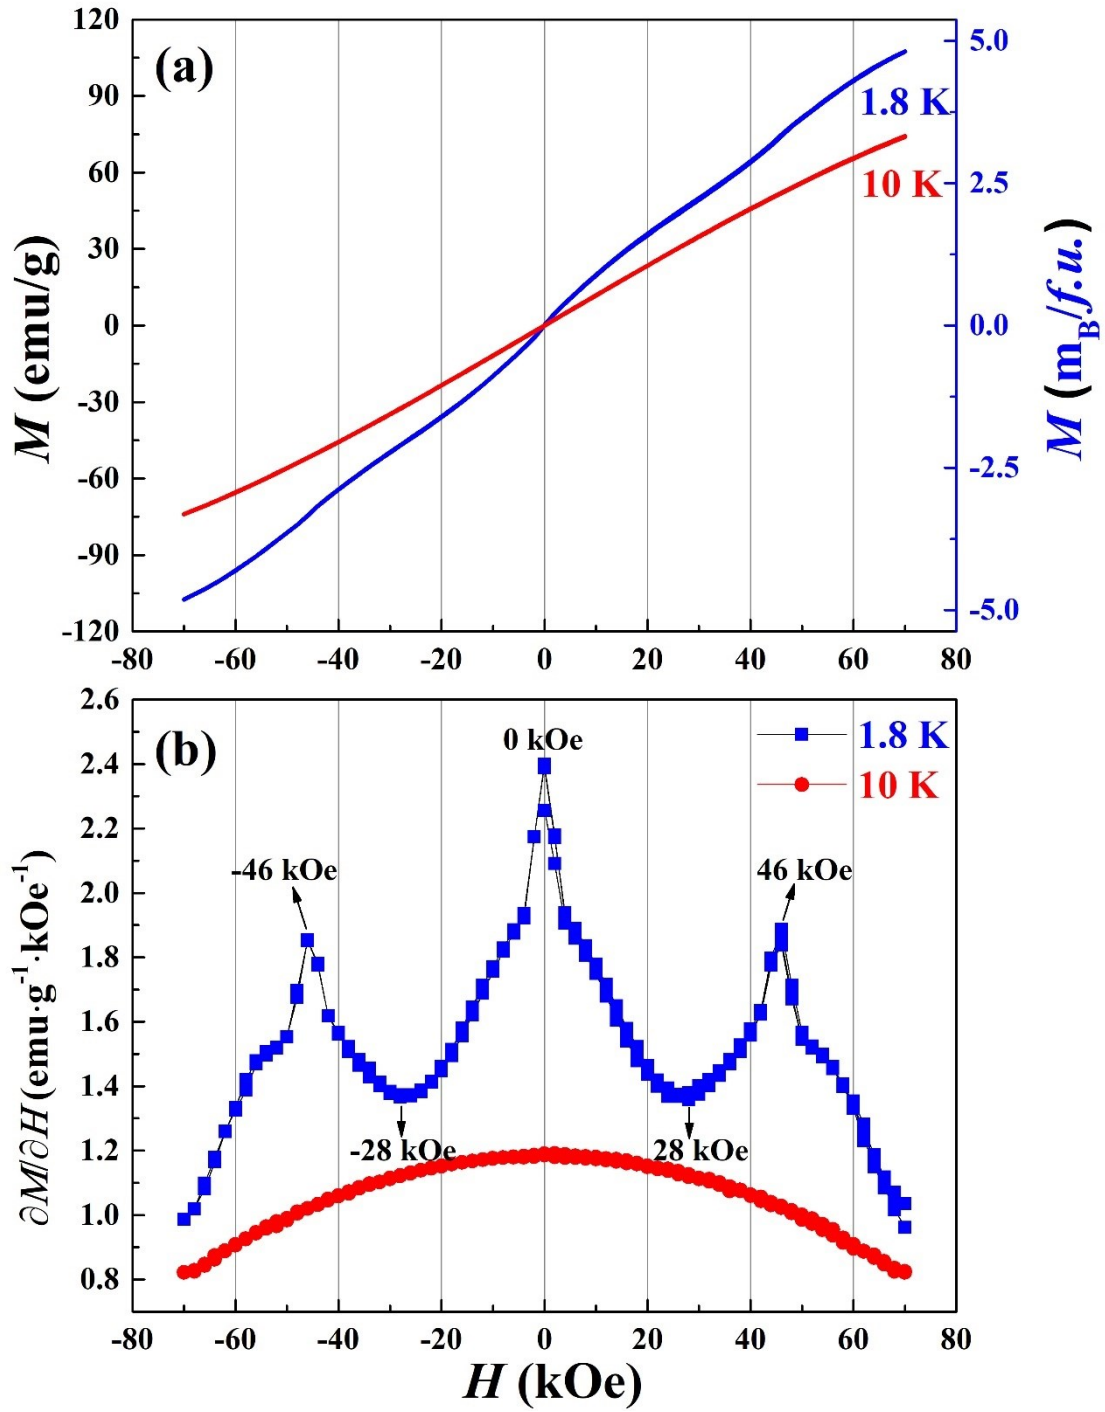 (a)
1.8 K
10 K
120
90
60
30
0
-30
-60
-90
-120
5.0
2.5
0.0
-2.5
-5.0
M (emu/g)
M (mB/f.u.)
-80 -60 -40 -20 0 20 40 60 80
(b)
1.8 K
10 K
0 kOe
-46 kOe
46 kOe
-28 kOe
28 kOe
2.6
2.4
2.2
2.0
1.8
1.6
1.4
1.2
1.0
0.8
∂M/∂H (emu·g⁻¹·kOe⁻¹)
-80 -60 -40 -20 0 20 40 60 80
H (kOe)